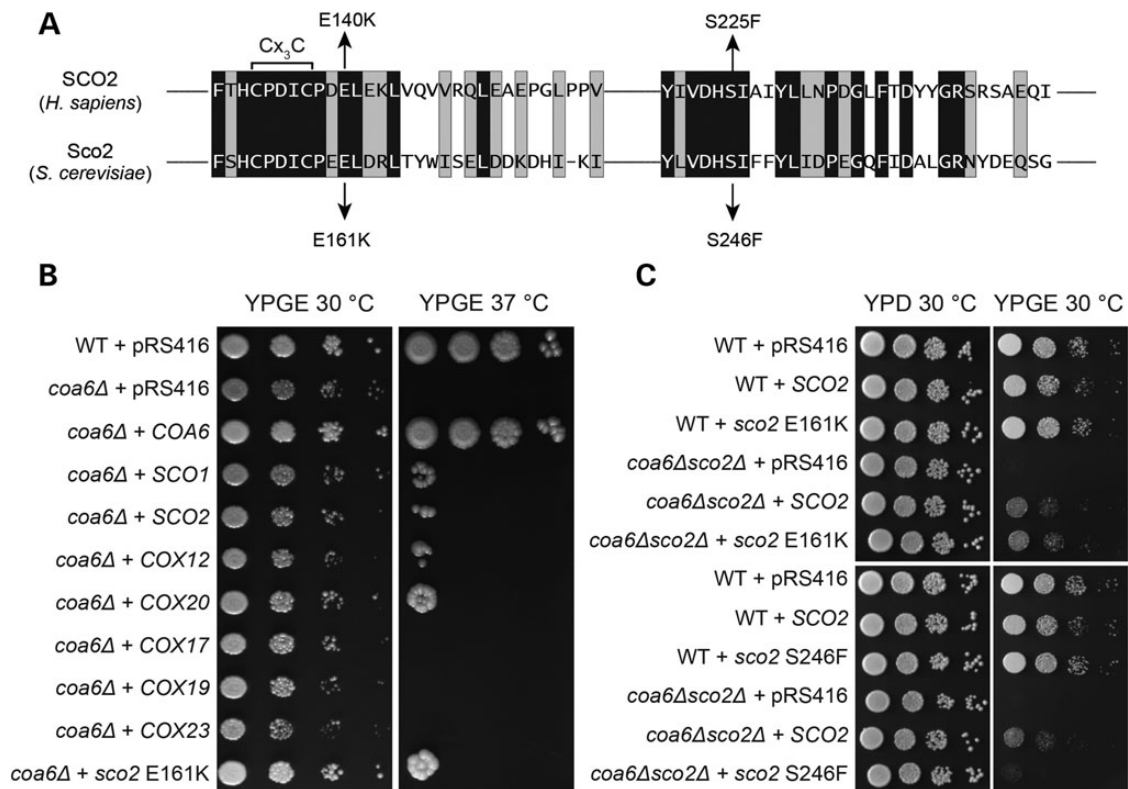 A
E140K
S225F
Cx3C
SCO2
(H. sapiens)
FTHCPDICPDELEKLVQVVRQLEAEPGLPPV
YIVDHSIAIYLLNPDGLFTDYYGRSRSAEQI
Sco2
(S. cerevisiae)
FSHCPDICPEELDRLTYWISELDDKDHI-KI
YLVDHSIFFYLIDPEGQFIDALGRNYDEQSG
E161K
S246F
B
YPGE 30 °C
YPGE 37 °C
WT + pRS416
coa6Δ + pRS416
coa6Δ + COA6
coa6Δ + SCO1
coa6Δ + SCO2
coa6Δ + COX12
coa6Δ + COX20
coa6Δ + COX17
coa6Δ + COX19
coa6Δ + COX23
coa6Δ + sco2 E161K
C
YPD 30 °C
YPGE 30 °C
WT + pRS416
WT + SCO2
WT + sco2 E161K
coa6Δsco2Δ + pRS416
coa6Δsco2Δ + SCO2
coa6Δsco2Δ + sco2 E161K
WT + pRS416
WT + SCO2
WT + sco2 S246F
coa6Δsco2Δ + pRS416
coa6Δsco2Δ + SCO2
coa6Δsco2Δ + sco2 S246F